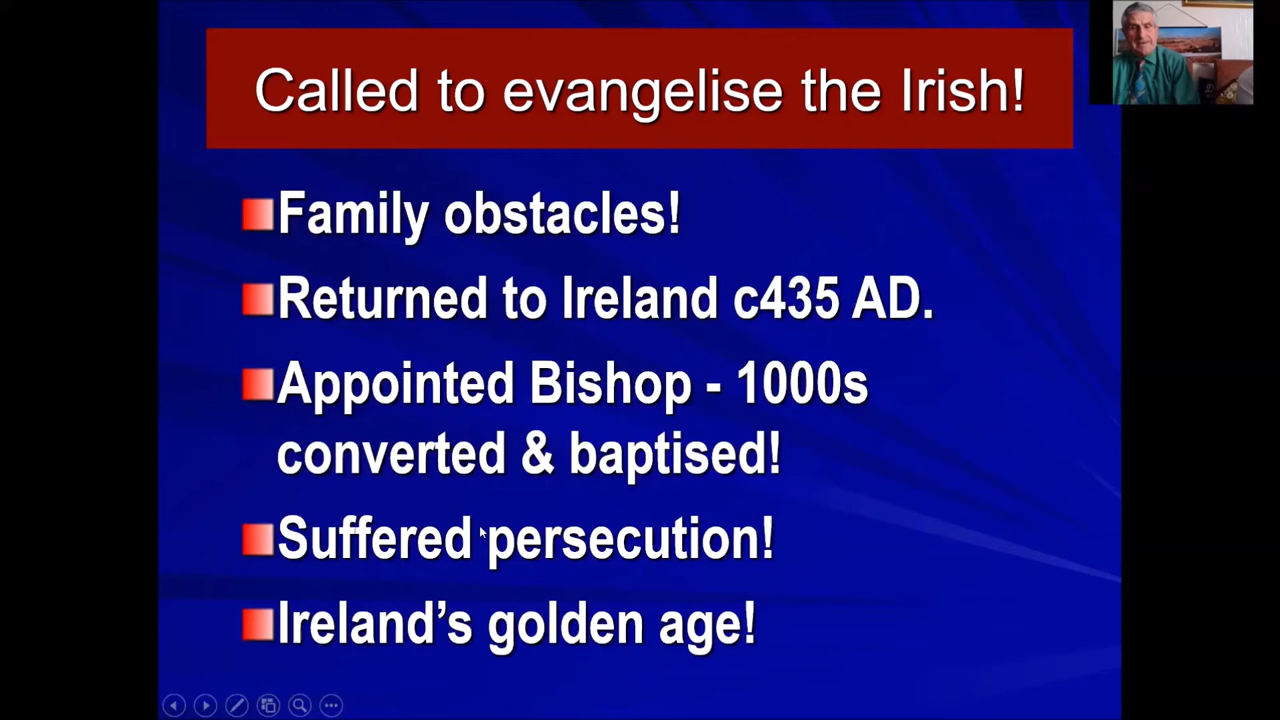 Called to evangelise the Irish!
Family obstacles!
Returned to Ireland c435 AD.
Appointed Bishop - 1000s
converted & baptised!
Suffered persecution!
Ireland’s golden age!